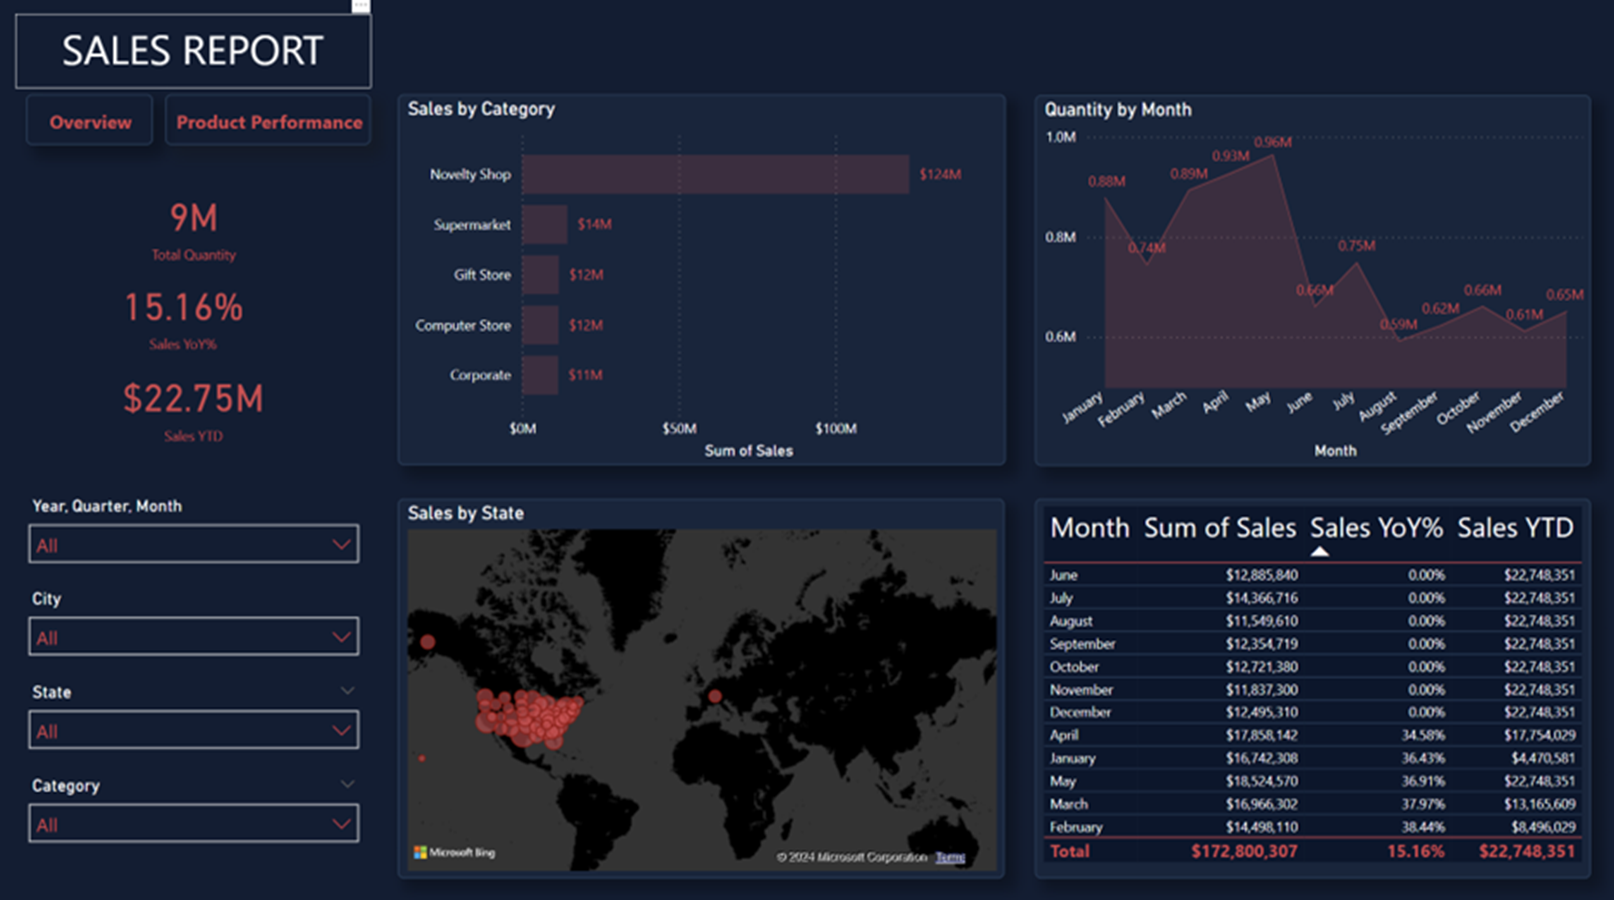 SALES REPORT
Overview
Product Performance
9M
Total Quantity
15.16%
Sales YoY%
$22.75M
Sales YTD
Year, Quarter, Month
All
City
All
State
All
Category
All
Sales by Category
Novelty Shop $124M
Supermarket $14M
Gift Store $12M
Computer Store $12M
Corporate $11M
$0M $50M $100M
Sum of Sales
Quantity by Month
1.0M
0.8M
0.6M
0.88M 0.74M 0.89M 0.93M 0.96M 0.66M 0.75M 0.59M 0.62M 0.66M 0.61M 0.65M
January February March April May June July August September October November December
Month
Sales by State
Microsoft Bing
© 2024 Microsoft Corporation Terms
Month Sum of Sales Sales YoY% Sales YTD
June $12,885,840 0.00% $22,748,351
July $14,366,716 0.00% $22,748,351
August $11,549,610 0.00% $22,748,351
September $12,354,719 0.00% $22,748,351
October $12,721,380 0.00% $22,748,351
November $11,837,300 0.00% $22,748,351
December $12,495,310 0.00% $22,748,351
April $17,858,142 34.58% $17,754,029
January $16,742,308 36.43% $4,470,581
May $18,524,570 36.91% $22,748,351
March $16,966,302 37.97% $13,165,609
February $14,498,110 38.44% $8,496,029
Total $172,800,307 15.16% $22,748,351